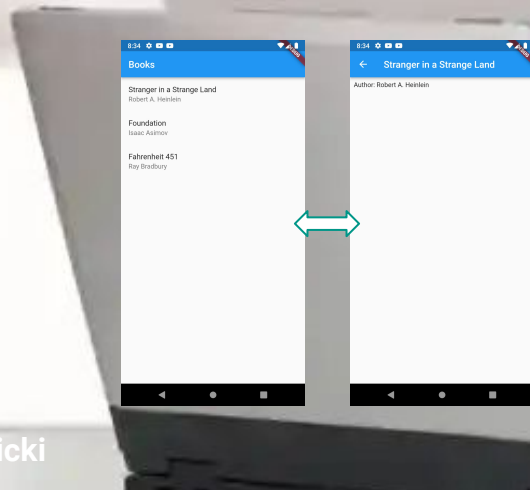 8:34
Books
Stranger in a Strange Land
Robert A. Heinlein
Foundation
Isaac Asimov
Fahrenheit 451
Ray Bradbury
8:34
Stranger in a Strange Land
Author: Robert A. Heinlein
icki